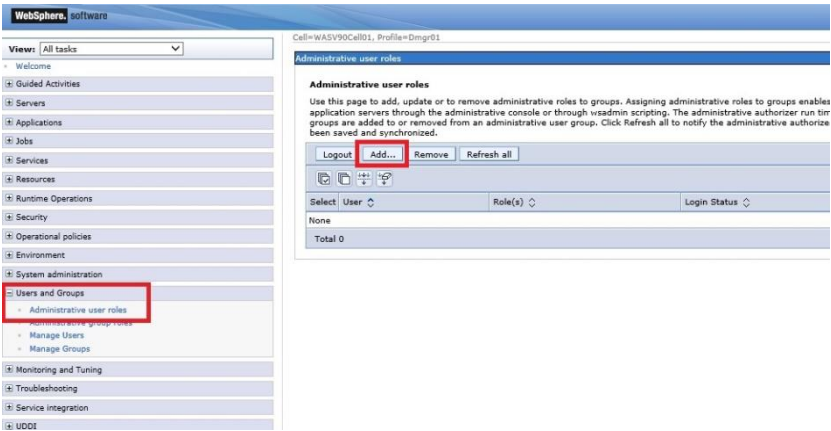 WebSphere. software
View: All tasks
Welcome
Guided Activities
Servers
Applications
Jobs
Services
Resources
Runtime Operations
Security
Operational policies
Environment
System administration
Users and Groups
Administrative user roles
Administrative group roles
Manage Users
Manage Groups
Monitoring and Tuning
Troubleshooting
Service integration
UDDI
Cell=WASV90Cell01, Profile=Dmgr01
Administrative user roles
Administrative user roles
Use this page to add, update or to remove administrative roles to groups. Assigning administrative roles to groups enables
application servers through the administrative console or through wsadmin scripting. The administrative authorizer run tim
groups are added to or removed from an administrative user group. Click Refresh all to notify the administrative authorize
been saved and synchronized.
Logout Add... Remove Refresh all
Select User Role(s) Login Status
None
Total 0